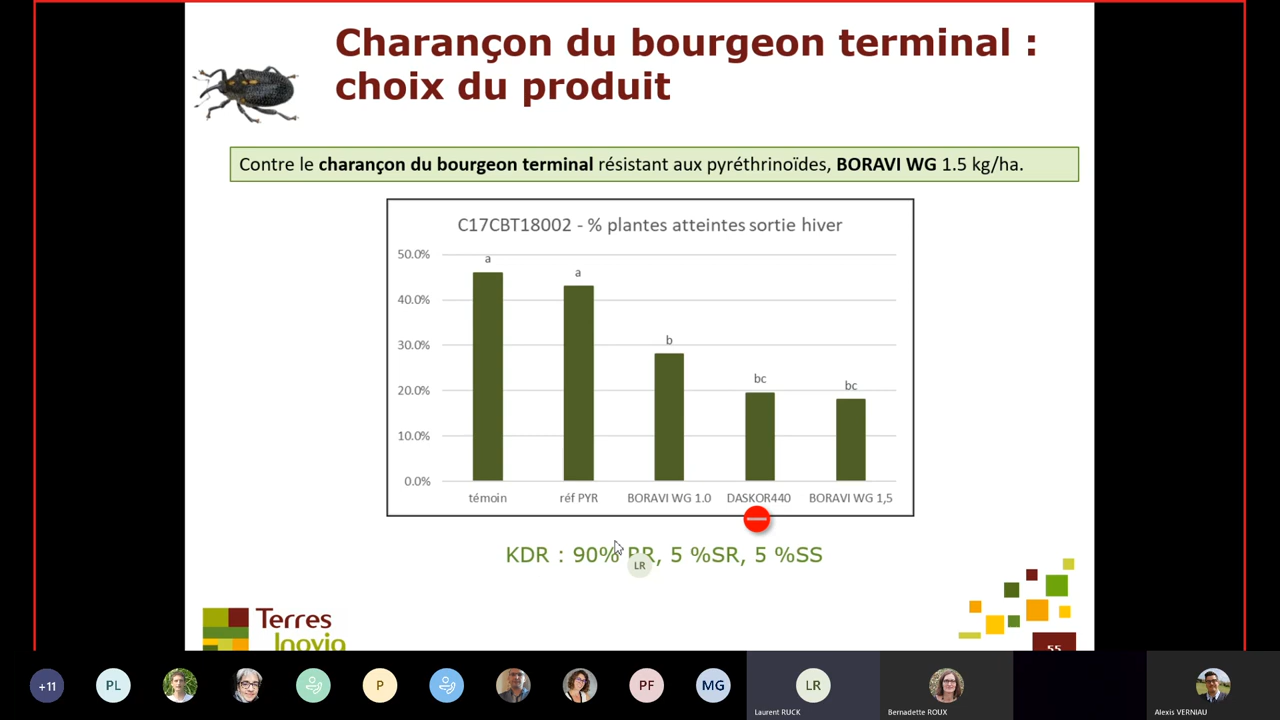 Charançon du bourgeon terminal :
choix du produit
Contre le charançon du bourgeon terminal résistant aux pyréthrinoïdes, BORAVI WG 1.5 kg/ha.
C17CBT18002 - % plantes atteintes sortie hiver
50.0%
40.0%
30.0%
20.0%
10.0%
0.0%
a
a
b
bc
bc
témoin
réf PYR
BORAVI WG 1.0
DASKOR440
BORAVI WG 1,5
KDR : 90% RR, 5 %SR, 5 %SS
LR
Terres
Inovia
55
+11
PL
P
PF
MG
LR
Laurent RUCK
Bernadette ROUX
Alexis VERNIAU